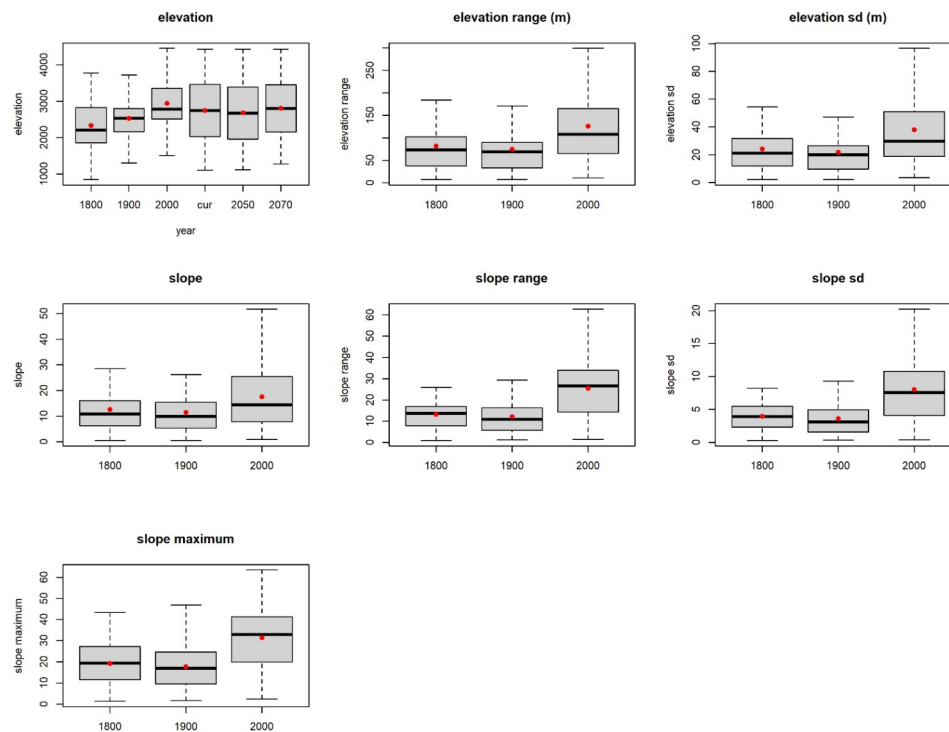 elevation
elevation
1000 2000 3000 4000
1800 1900 2000 cur 2050 2070
year
elevation range (m)
elevation range
0 50 100 150 250
1800 1900 2000
elevation sd (m)
elevation sd
0 20 40 60 80 100
1800 1900 2000
slope
slope
0 10 20 30 40 50
1800 1900 2000
slope range
slope range
0 10 20 30 40 50 60
1800 1900 2000
slope sd
slope sd
0 5 10 15 20
1800 1900 2000
slope maximum
slope maximum
0 10 20 30 40 50 60
1800 1900 2000